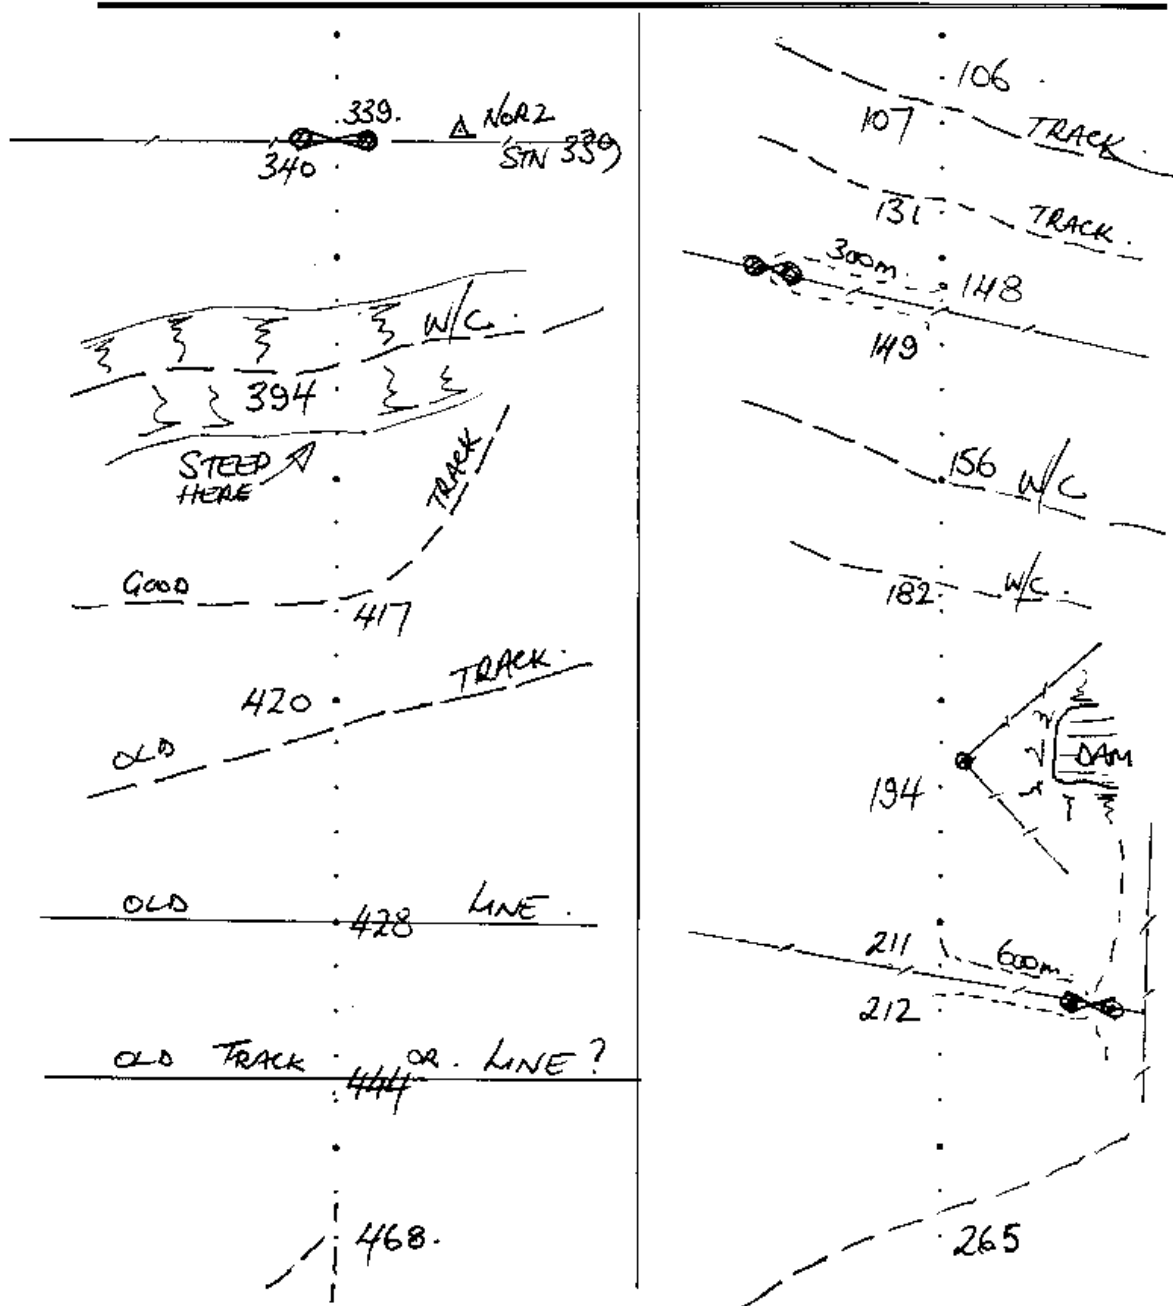 339.
△ NOR2
340
STN 339
W/C.
394
STEEP
HERE
TRACK
GOOD
417
TRACK.
420
OLD
OLD LINE.
428
OLD TRACK OR. LINE?
444
468.
106
107
TRACK.
131
TRACK.
300m.
148
149
156 W/C
182
W/C.
DAM
194
211
600m.
212
265